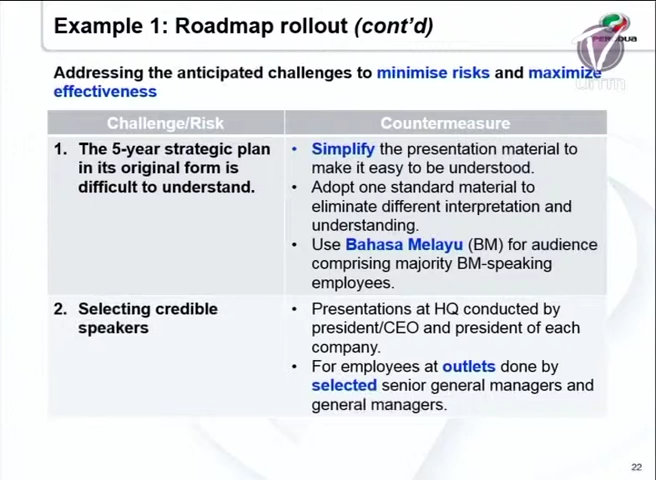 Example 1: Roadmap rollout (cont’d)
Addressing the anticipated challenges to minimise risks and maximize
effectiveness
Challenge/Risk
Countermeasure
1. The 5-year strategic plan
in its original form is
difficult to understand.
• Simplify the presentation material to
make it easy to be understood.
• Adopt one standard material to
eliminate different interpretation and
understanding.
• Use Bahasa Melayu (BM) for audience
comprising majority BM-speaking
employees.
2. Selecting credible
speakers
• Presentations at HQ conducted by
president/CEO and president of each
company.
• For employees at outlets done by
selected senior general managers and
general managers.
22